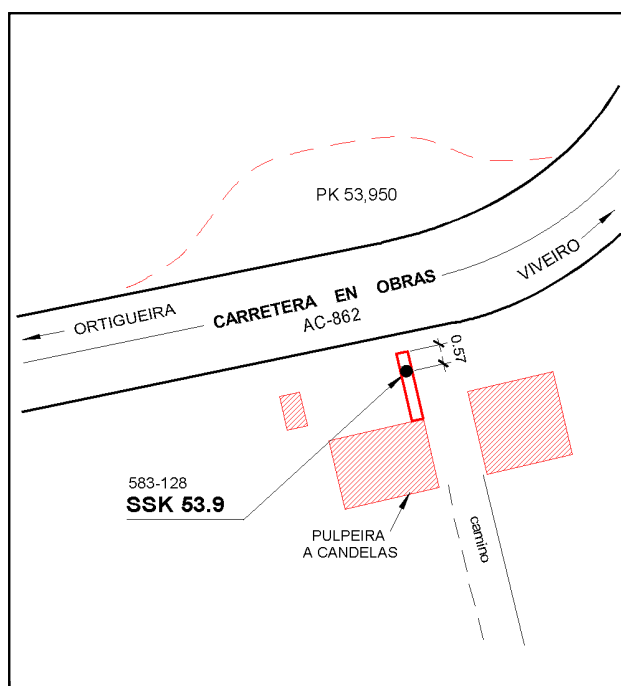 PK 53,950
VIVEIRO
CARRETERA EN OBRAS
ORTIGUEIRA
AC-862
0.57
583-128
SSK 53.9
PULPEIRA
A CANDELAS
camino